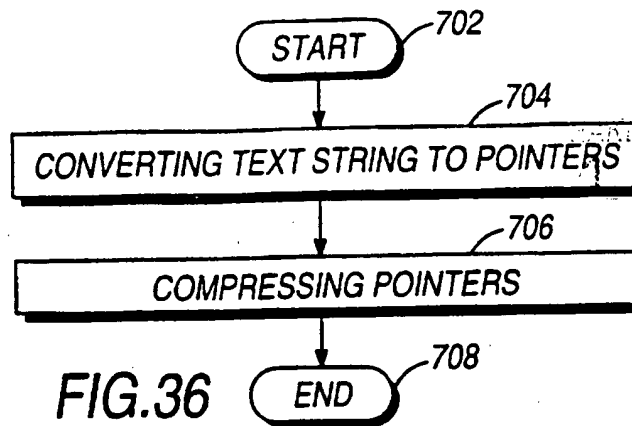 START
702
704
CONVERTING TEXT STRING TO POINTERS
706
COMPRESSING POINTERS
708
END
FIG.36